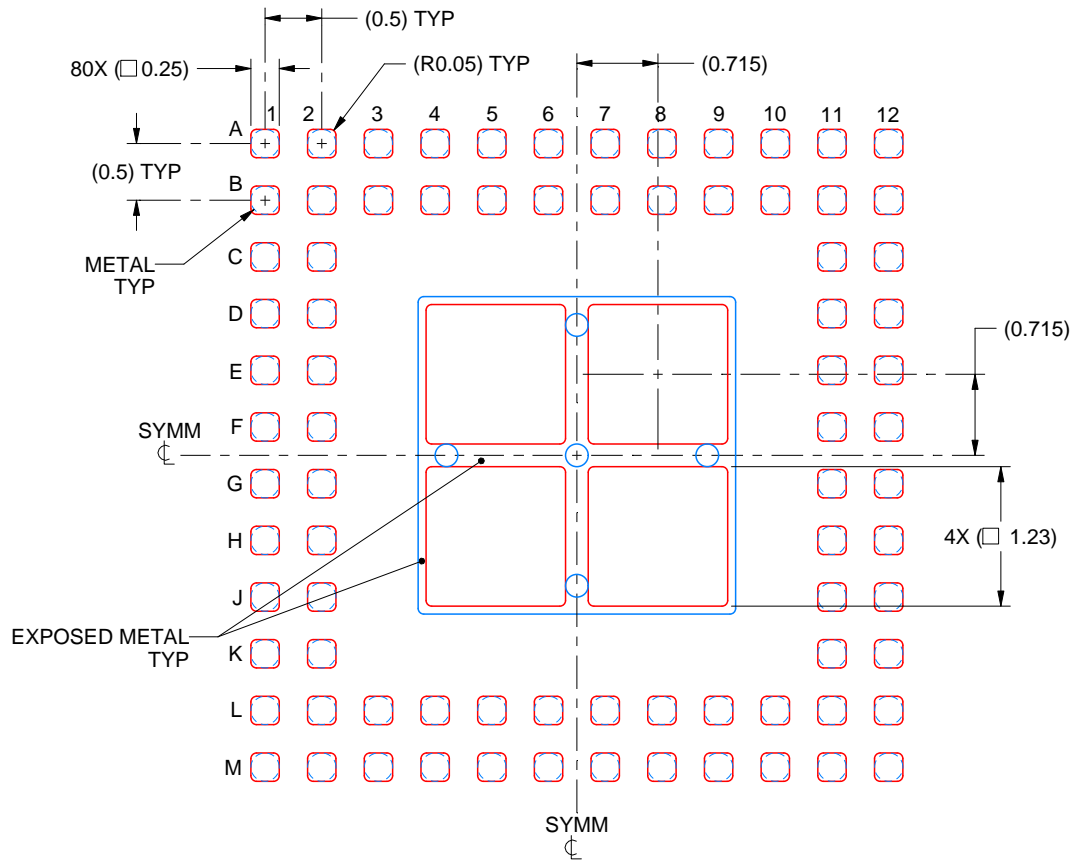 (0.5) TYP
80X (□ 0.25)
(R0.05) TYP
(0.715)
1 2 3 4 5 6 7 8 9 10 11 12
A
(0.5) TYP
B
METAL
TYP
C
D
(0.715)
E
F
SYMM
℄
G
4X (□ 1.23)
H
J
EXPOSED METAL
TYP
K
L
M
SYMM
℄